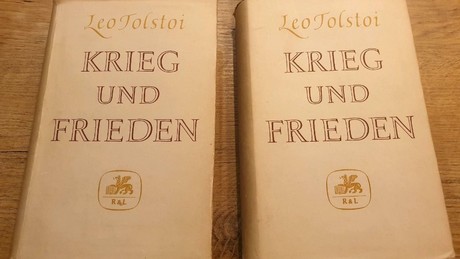 Leo Tolstoi
KRIEG
UND
FRIEDEN
R&L
Leo Tolstoi
KRIEG
UND
FRIEDEN
R&L